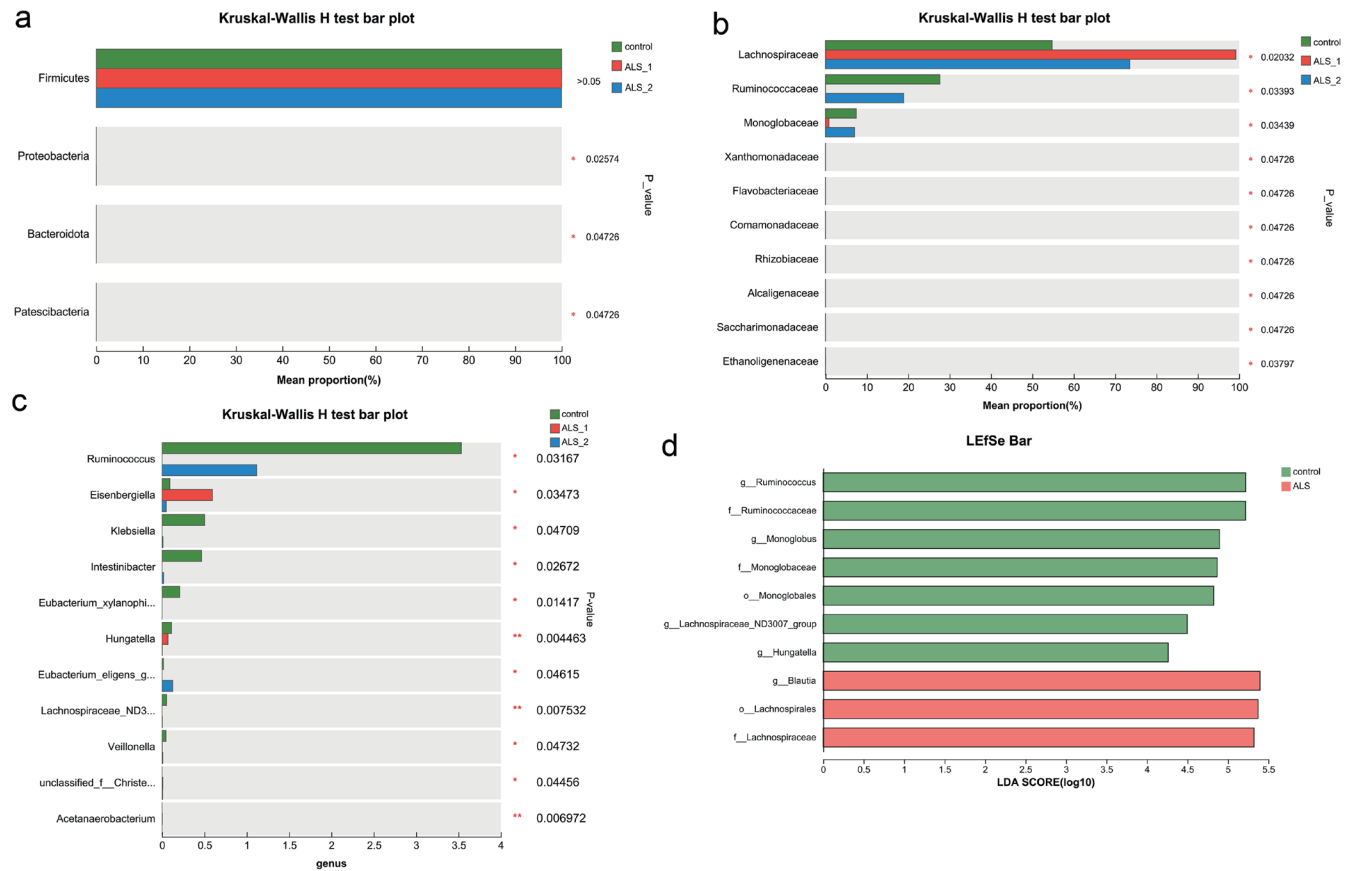 a
Kruskal-Wallis H test bar plot
control
ALS_1
ALS_2
Firmicutes
>0.05
Proteobacteria
* 0.02574
Bacteroidota
* 0.04726
Patescibacteria
* 0.04726
P_value
0 10 20 30 40 50 60 70 80 90 100
Mean proportion(%)
b
Kruskal-Wallis H test bar plot
control
ALS_1
ALS_2
Lachnospiraceae
* 0.02032
Ruminococcaceae
* 0.03393
Monoglobaceae
* 0.03439
Xanthomonadaceae
* 0.04726
Flavobacteriaceae
* 0.04726
Comamonadaceae
* 0.04726
Rhizobiaceae
* 0.04726
Alcaligenaceae
* 0.04726
Saccharimonadaceae
* 0.04726
Ethanoligenenaceae
* 0.03797
P_value
0 10 20 30 40 50 60 70 80 90 100
Mean proportion(%)
c
Kruskal-Wallis H test bar plot
control
ALS_1
ALS_2
Ruminococcus
* 0.03167
Eisenbergiella
* 0.03473
Klebsiella
* 0.04709
Intestinibacter
* 0.02672
Eubacterium_xylanophi...
* 0.01417
Hungatella
** 0.004463
Eubacterium_eligens_g...
* 0.04615
Lachnospiraceae_ND3...
** 0.007532
Veillonella
* 0.04732
unclassified_f__Christe...
* 0.04456
Acetanaerobacterium
** 0.006972
P-value
0 0.5 1 1.5 2 2.5 3 3.5 4
genus
d
LEfSe Bar
control
ALS
g__Ruminococcus
f__Ruminococcaceae
g__Monoglobus
f__Monoglobaceae
o__Monoglobales
g__Lachnospiraceae_ND3007_group
g__Hungatella
g__Blautia
o__Lachnospirales
f__Lachnospiraceae
0 0.5 1 1.5 2 2.5 3 3.5 4 4.5 5 5.5
LDA SCORE(log10)